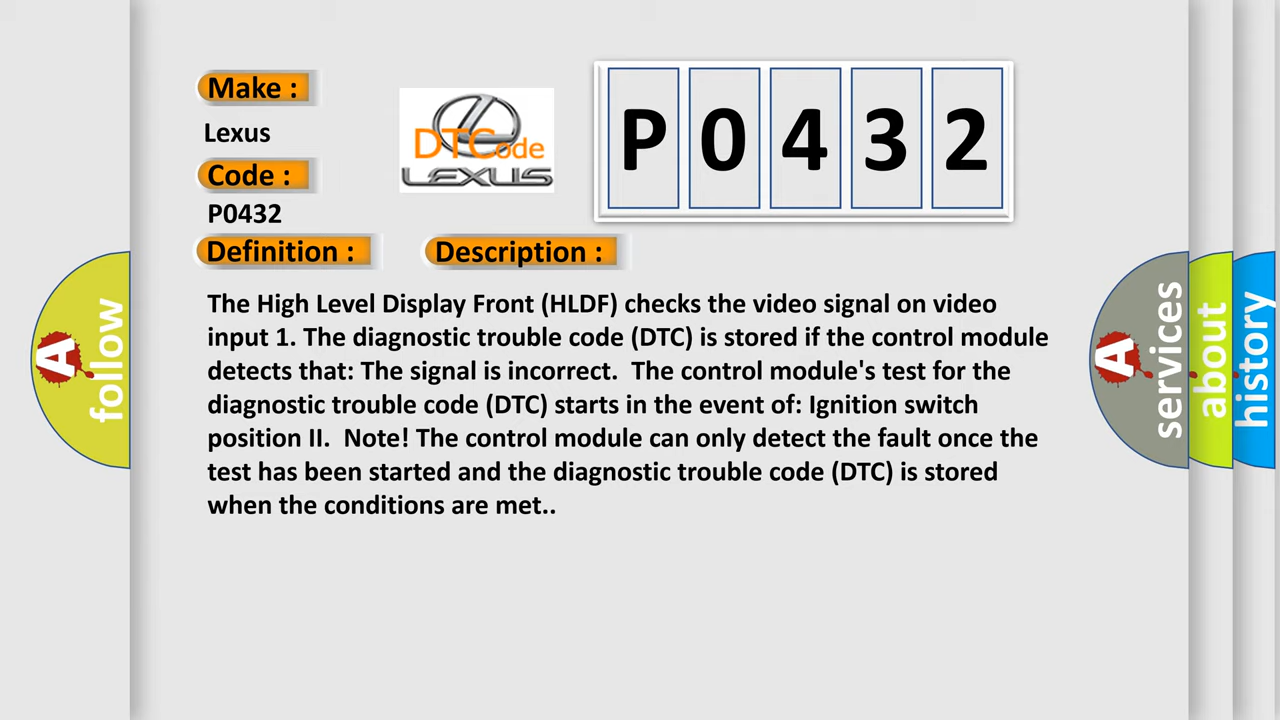 Make :
Lexus
Code :
P0432
DTCode
LEXUS
P0432
Definition :
Description :
The High Level Display Front (HLDF) checks the video signal on video
input 1. The diagnostic trouble code (DTC) is stored if the control module
detects that: The signal is incorrect. The control module's test for the
diagnostic trouble code (DTC) starts in the event of: Ignition switch
position II. Note! The control module can only detect the fault once the
test has been started and the diagnostic trouble code (DTC) is stored
when the conditions are met..
A follow
A services
about
history